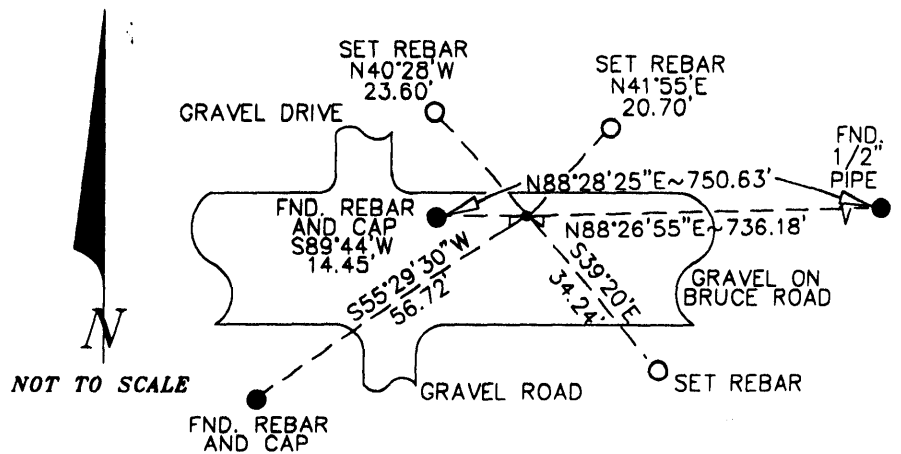 SET REBAR
N40°28'W
23.60'
SET REBAR
N41°55'E
20.70'
GRAVEL DRIVE
FND.
1/2"
PIPE
N88°28'25"E~750.63'
FND. REBAR
AND CAP
S89°44'W
14.45'
N88°26'55"E~736.18'
S55°29'30"W
56.72'
S39°20'E
34.24'
GRAVEL ON
BRUCE ROAD
N
NOT TO SCALE
GRAVEL ROAD
SET REBAR
FND. REBAR
AND CAP